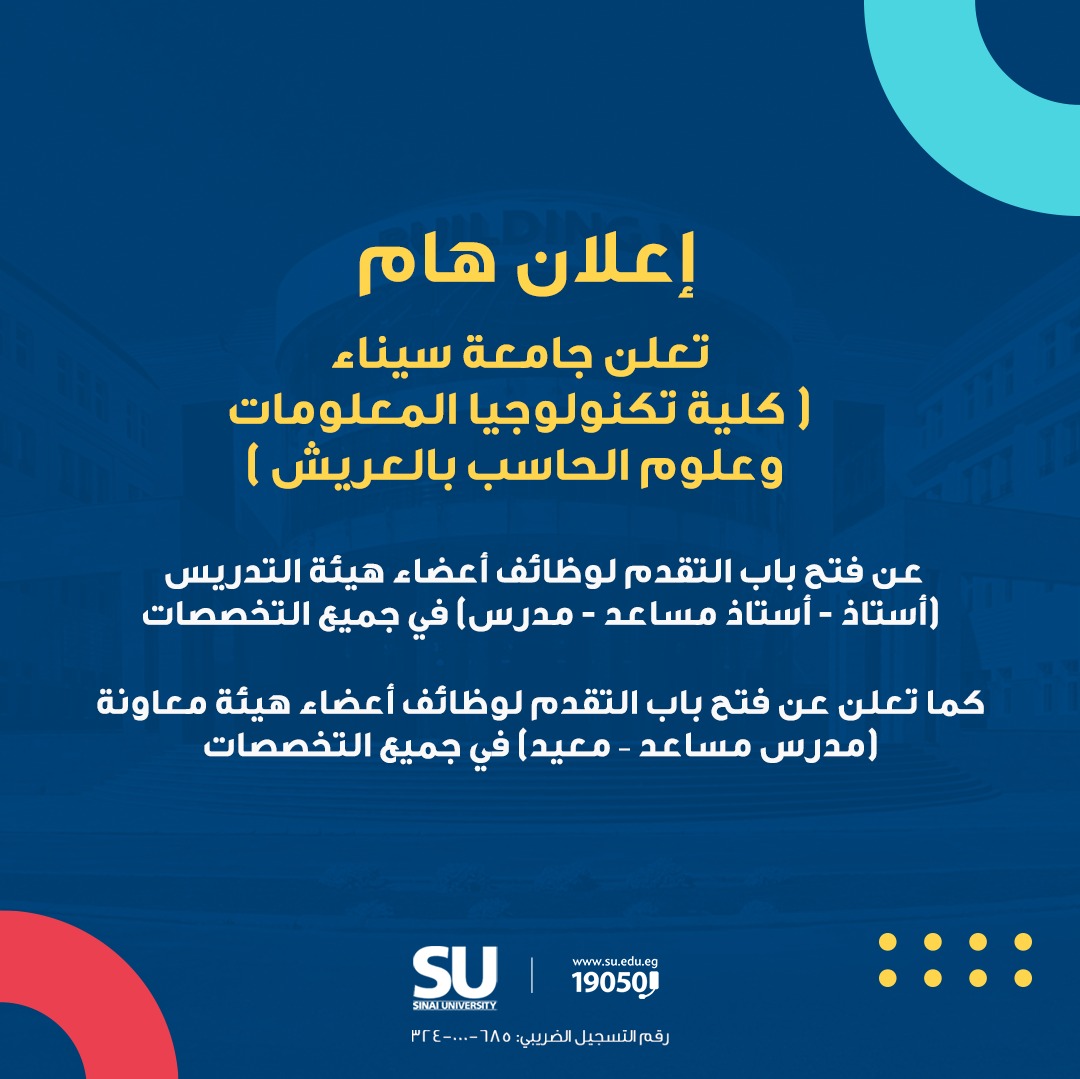 إعلان هام
تعلن جامعة سيناء
( كلية تكنولوجيا المعلومات
وعلوم الحاسب بالعريش )
عن فتح باب التقدم لوظائف أعضاء هيئة التدريس
(أستاذ - أستاذ مساعد - مدرس) في جميع التخصصات
كما تعلن عن فتح باب التقدم لوظائف أعضاء هيئة معاونة
(مدرس مساعد - معيد) في جميع التخصصات
SU
SINAI UNIVERSITY
www.su.edu.eg
19050
رقم التسجيل الضريبي: ٦٨٥-٠٠٠-٣٢٤